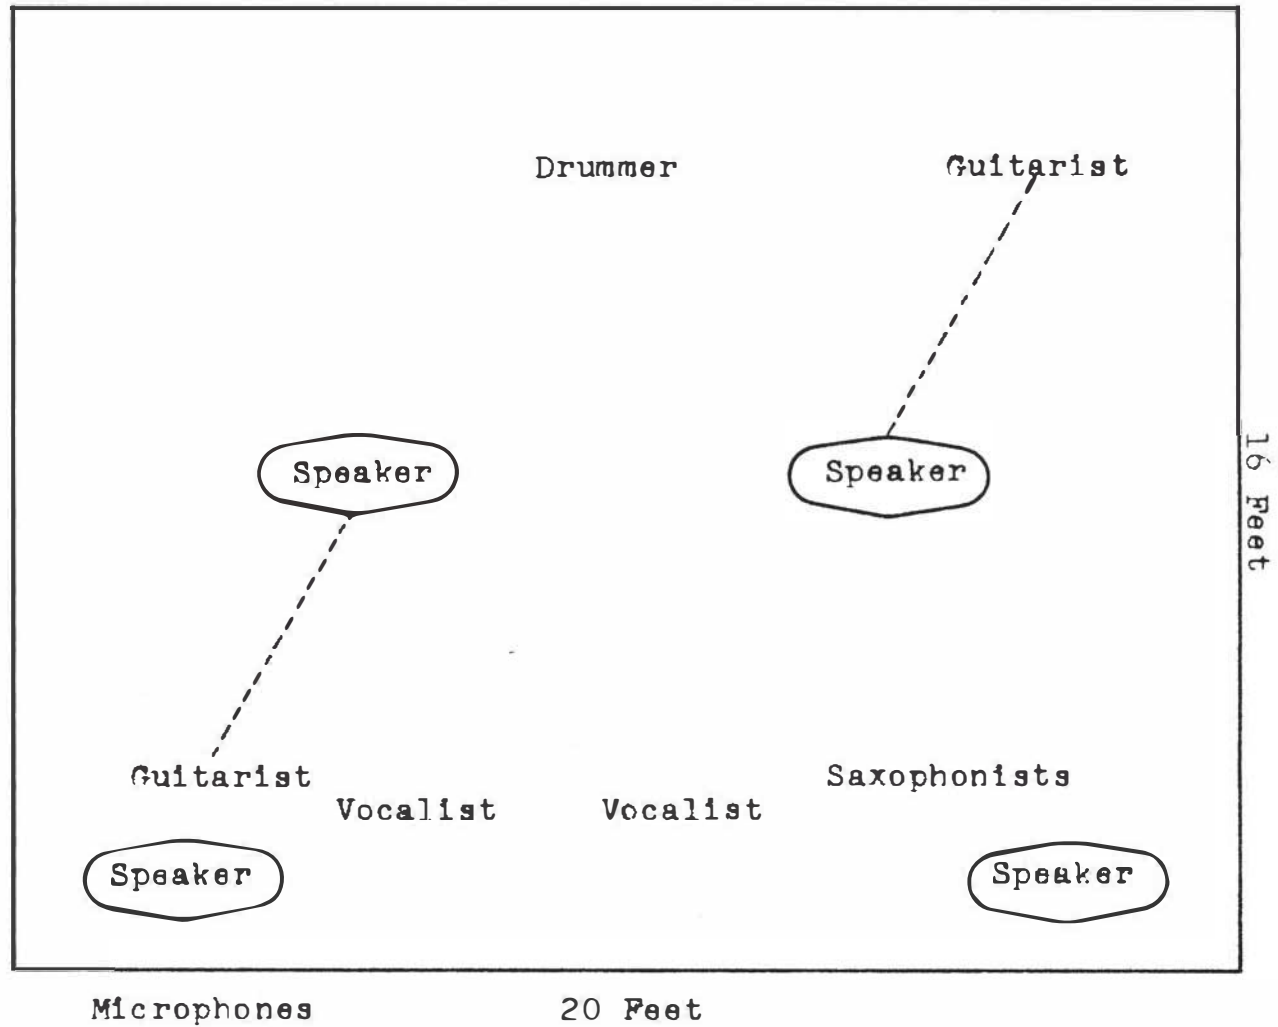 Drummer Guitarist
Speaker Speaker
16 Feet
Guitarist Saxophonists
Vocalist Vocalist
Speaker Speaker
Microphones 20 Feet